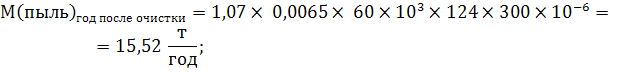 М(пыль)год после очистки = 1,07 × 0,0065 × 60 × 10³ × 124 × 300 × 10⁻⁶ =
= 15,52 т/год;